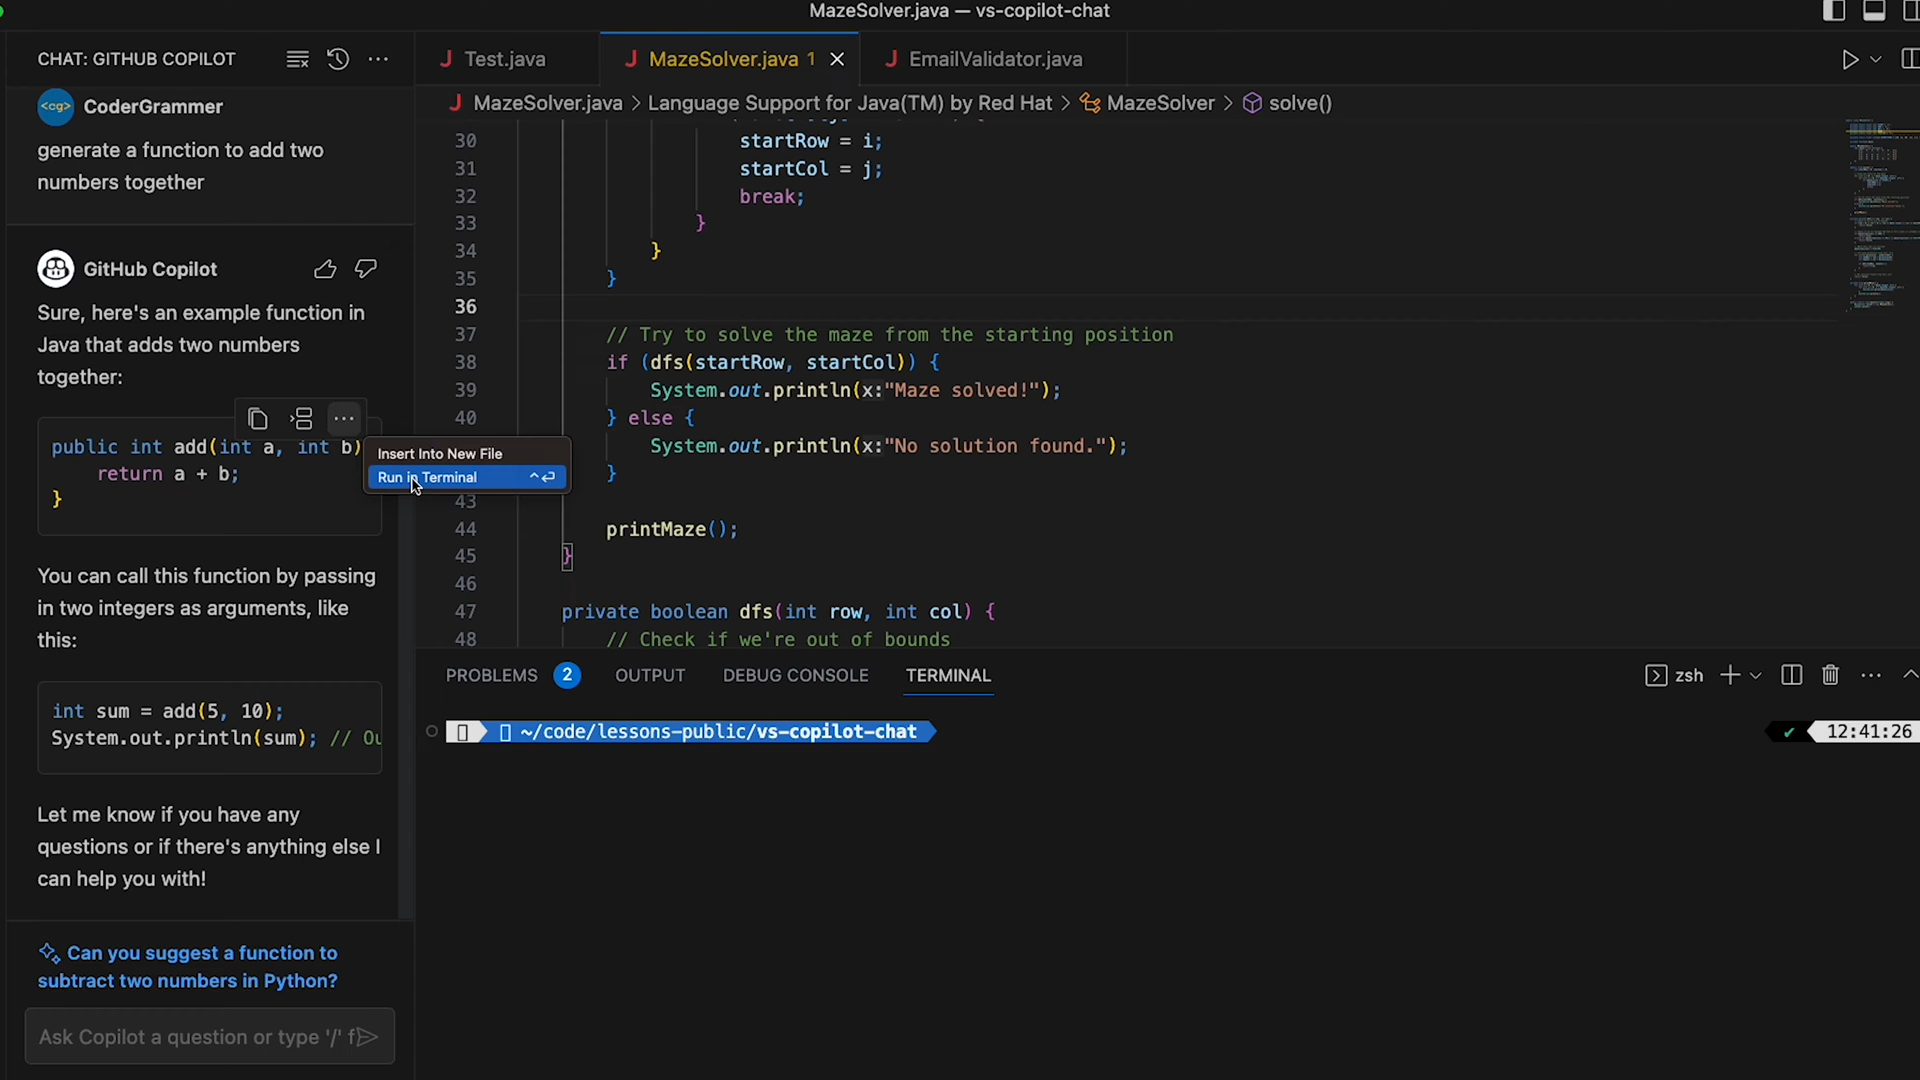 MazeSolver.java — vs-copilot-chat
CHAT: GITHUB COPILOT
<cg> CoderGrammer
generate a function to add two
numbers together
GitHub Copilot
Sure, here's an example function in
Java that adds two numbers
together:
public int add(int a, int b)
return a + b;
}
Insert Into New File
Run in Terminal ^⏎
You can call this function by passing
in two integers as arguments, like
this:
int sum = add(5, 10);
System.out.println(sum); // Ou
Let me know if you have any
questions or if there's anything else I
can help you with!
Can you suggest a function to
subtract two numbers in Python?
Ask Copilot a question or type '/' f
J Test.java
J MazeSolver.java 1
J EmailValidator.java
J MazeSolver.java > Language Support for Java(TM) by Red Hat > MazeSolver > solve()
30 startRow = i;
31 startCol = j;
32 break;
33 }
34 }
35 }
36
37 // Try to solve the maze from the starting position
38 if (dfs(startRow, startCol)) {
39 System.out.println(x:"Maze solved!");
40 } else {
System.out.println(x:"No solution found.");
}
43
44 printMaze();
45 }
46
47 private boolean dfs(int row, int col) {
48 // Check if we're out of bounds
PROBLEMS 2 OUTPUT DEBUG CONSOLE TERMINAL
zsh
~/code/lessons-public/vs-copilot-chat
12:41:26